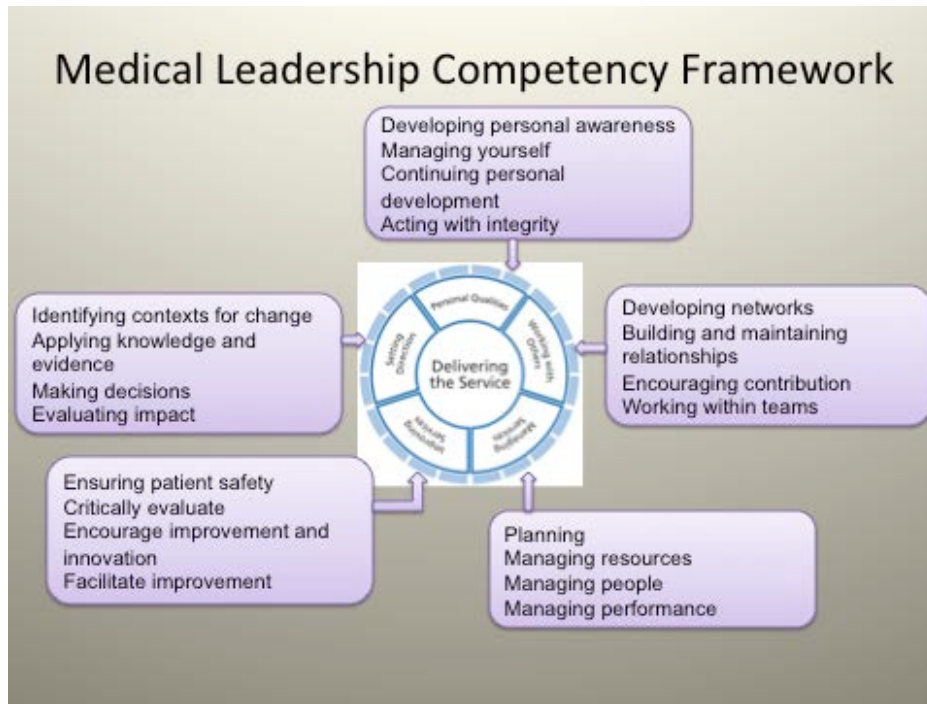 Medical Leadership Competency Framework
Developing personal awareness
Managing yourself
Continuing personal
development
Acting with integrity
Identifying contexts for change
Applying knowledge and
evidence
Making decisions
Evaluating impact
Personal Qualities
Setting
Direction
Working with
Others
Delivering
the Service
Improving
Services
Managing
Services
Developing networks
Building and maintaining
relationships
Encouraging contribution
Working within teams
Ensuring patient safety
Critically evaluate
Encourage improvement and
innovation
Facilitate improvement
Planning
Managing resources
Managing people
Managing performance